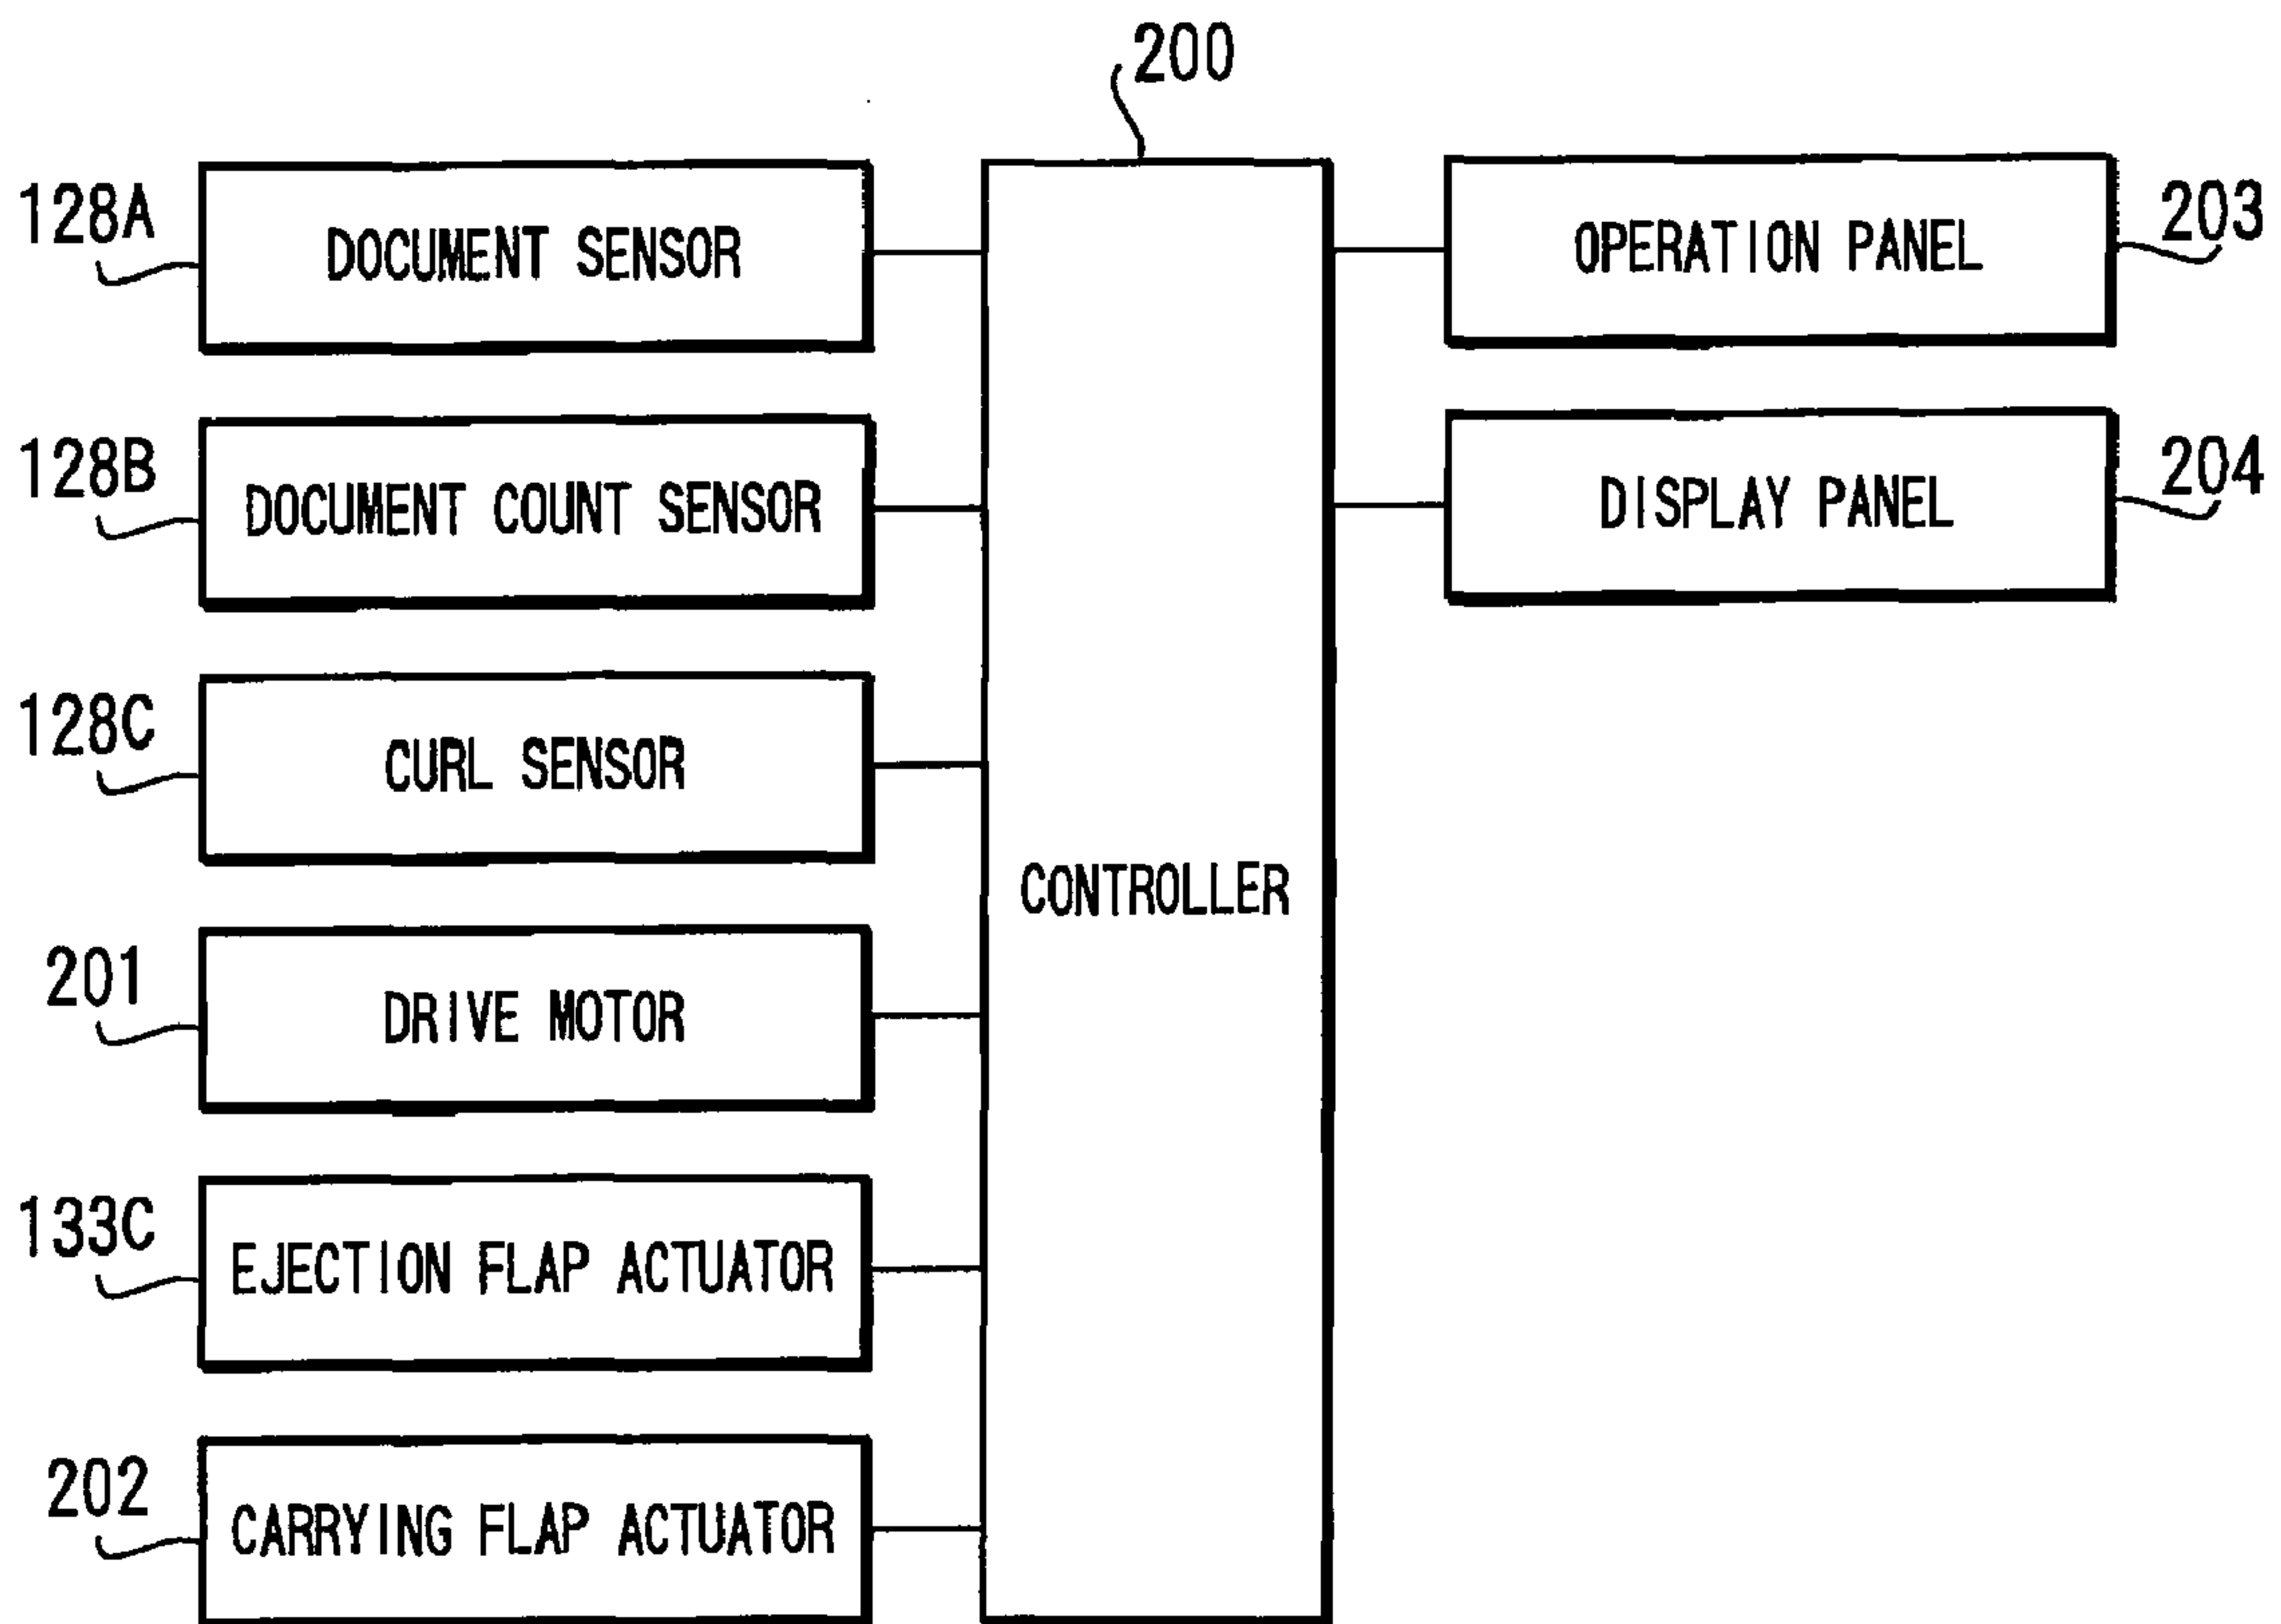 200
128A
DOCUMENT SENSOR
128B
DOCUMENT COUNT SENSOR
128C
CURL SENSOR
201
DRIVE MOTOR
133C
EJECTION FLAP ACTUATOR
202
CARRYING FLAP ACTUATOR
CONTROLLER
OPERATION PANEL
203
DISPLAY PANEL
204